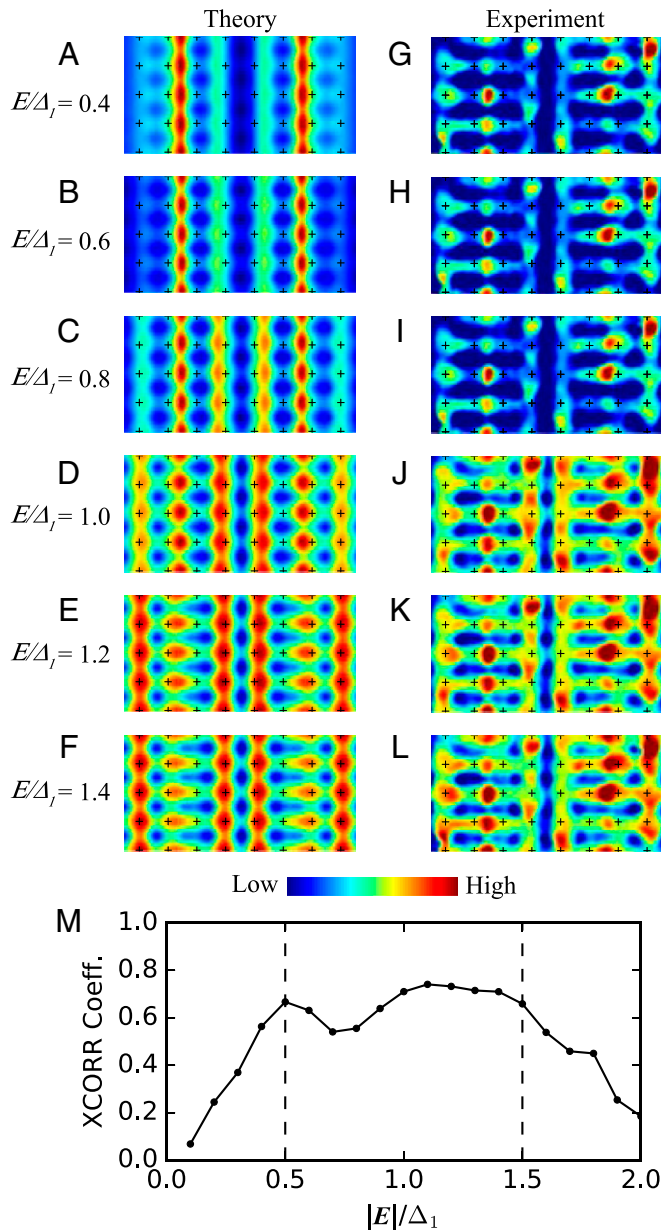 Theory Experiment
A G
E/Δ₁= 0.4
B H
E/Δ₁= 0.6
C I
E/Δ₁= 0.8
D J
E/Δ₁= 1.0
E K
E/Δ₁= 1.2
F L
E/Δ₁= 1.4
Low High
M
1.0
0.8
0.6
0.4
0.2
0.0
XCORR Coeff.
0.0 0.5 1.0 1.5 2.0
|E|/Δ₁